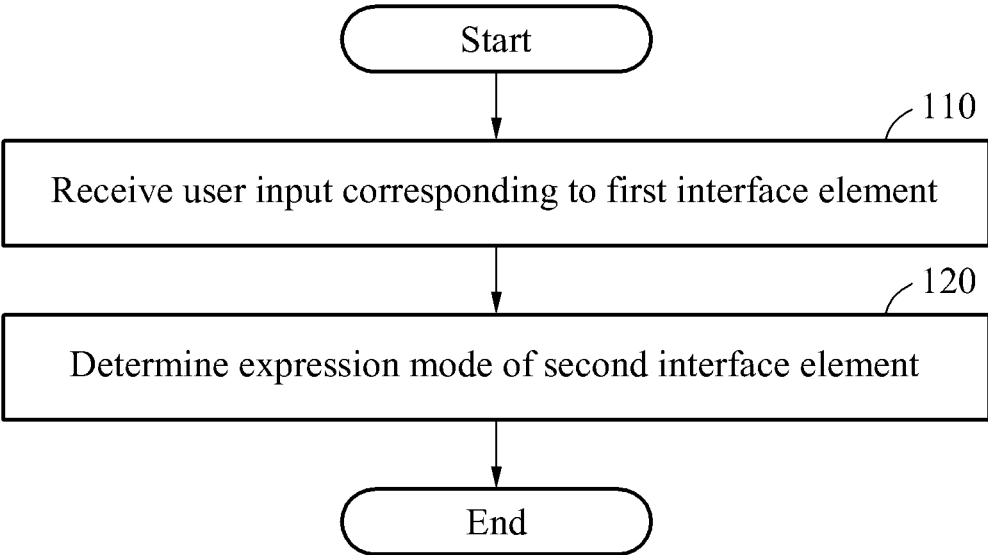 Start
110
Receive user input corresponding to first interface element
120
Determine expression mode of second interface element
End